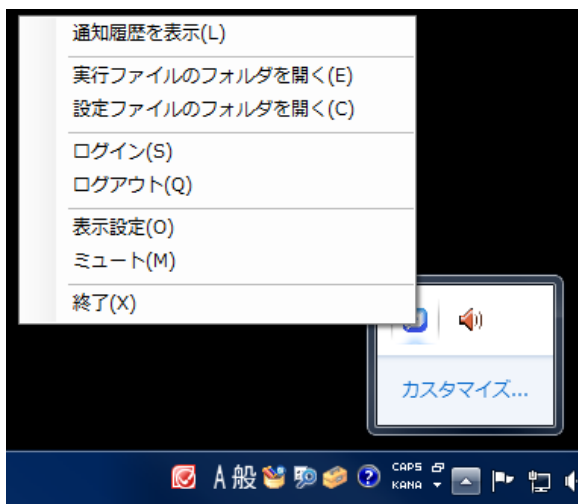 通知履歴を表示(L)
実行ファイルのフォルダを開く(E)
設定ファイルのフォルダを開く(C)
ログイン(S)
ログアウト(Q)
表示設定(O)
ミュート(M)
終了(X)
カスタマイズ...
A 般
CAPS
KANA